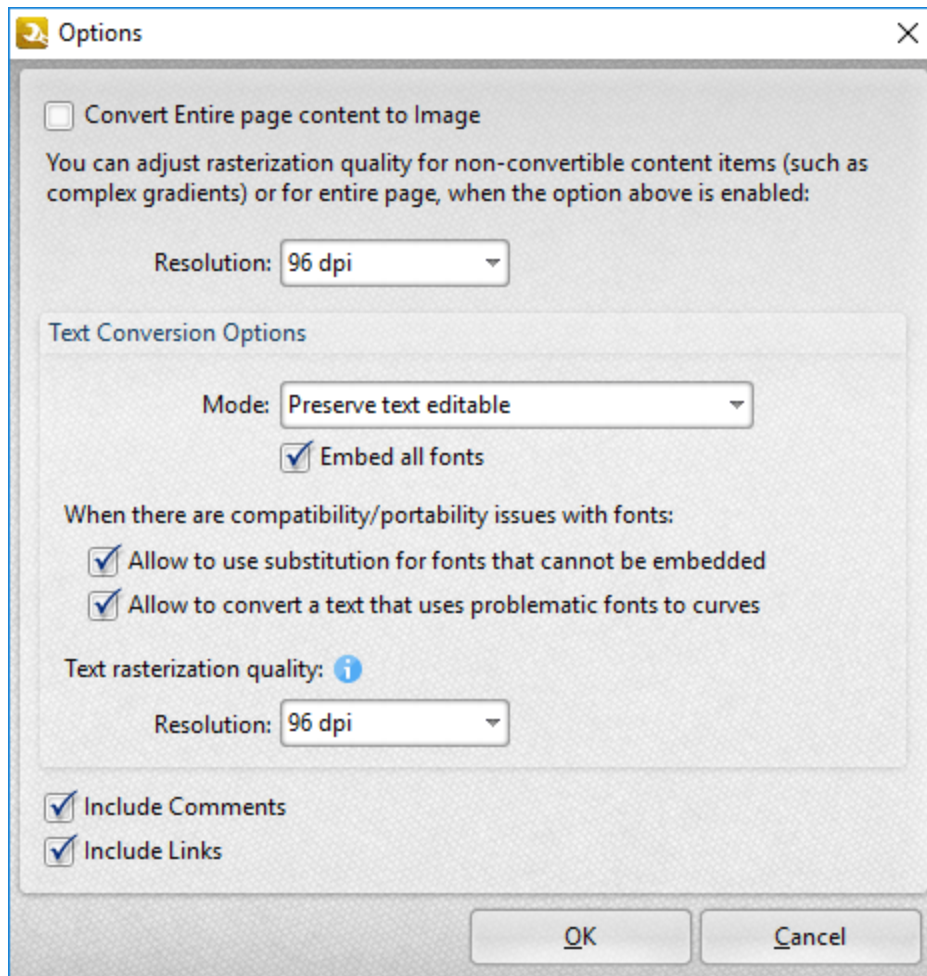 Options
Convert Entire page content to Image
You can adjust rasterization quality for non-convertible content items (such as
complex gradients) or for entire page, when the option above is enabled:
Resolution: 96 dpi
Text Conversion Options
Mode: Preserve text editable
Embed all fonts
When there are compatibility/portability issues with fonts:
Allow to use substitution for fonts that cannot be embedded
Allow to convert a text that uses problematic fonts to curves
Text rasterization quality: i
Resolution: 96 dpi
Include Comments
Include Links
OK Cancel